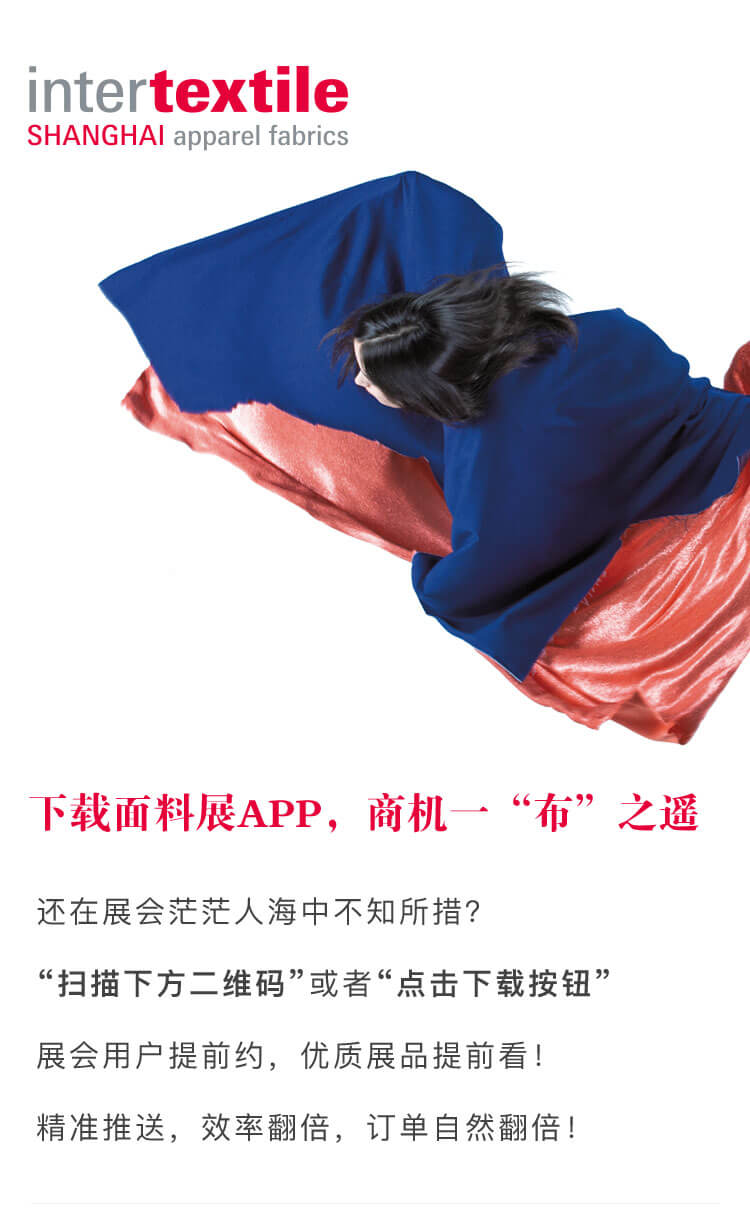 intertextile
SHANGHAI apparel fabrics
下载面料展APP，商机一“布”之遥
还在展会茫茫人海中不知所措？
“扫描下方二维码”或者“点击下载按钮”
展会用户提前约，优质展品提前看！
精准推送，效率翻倍，订单自然翻倍！